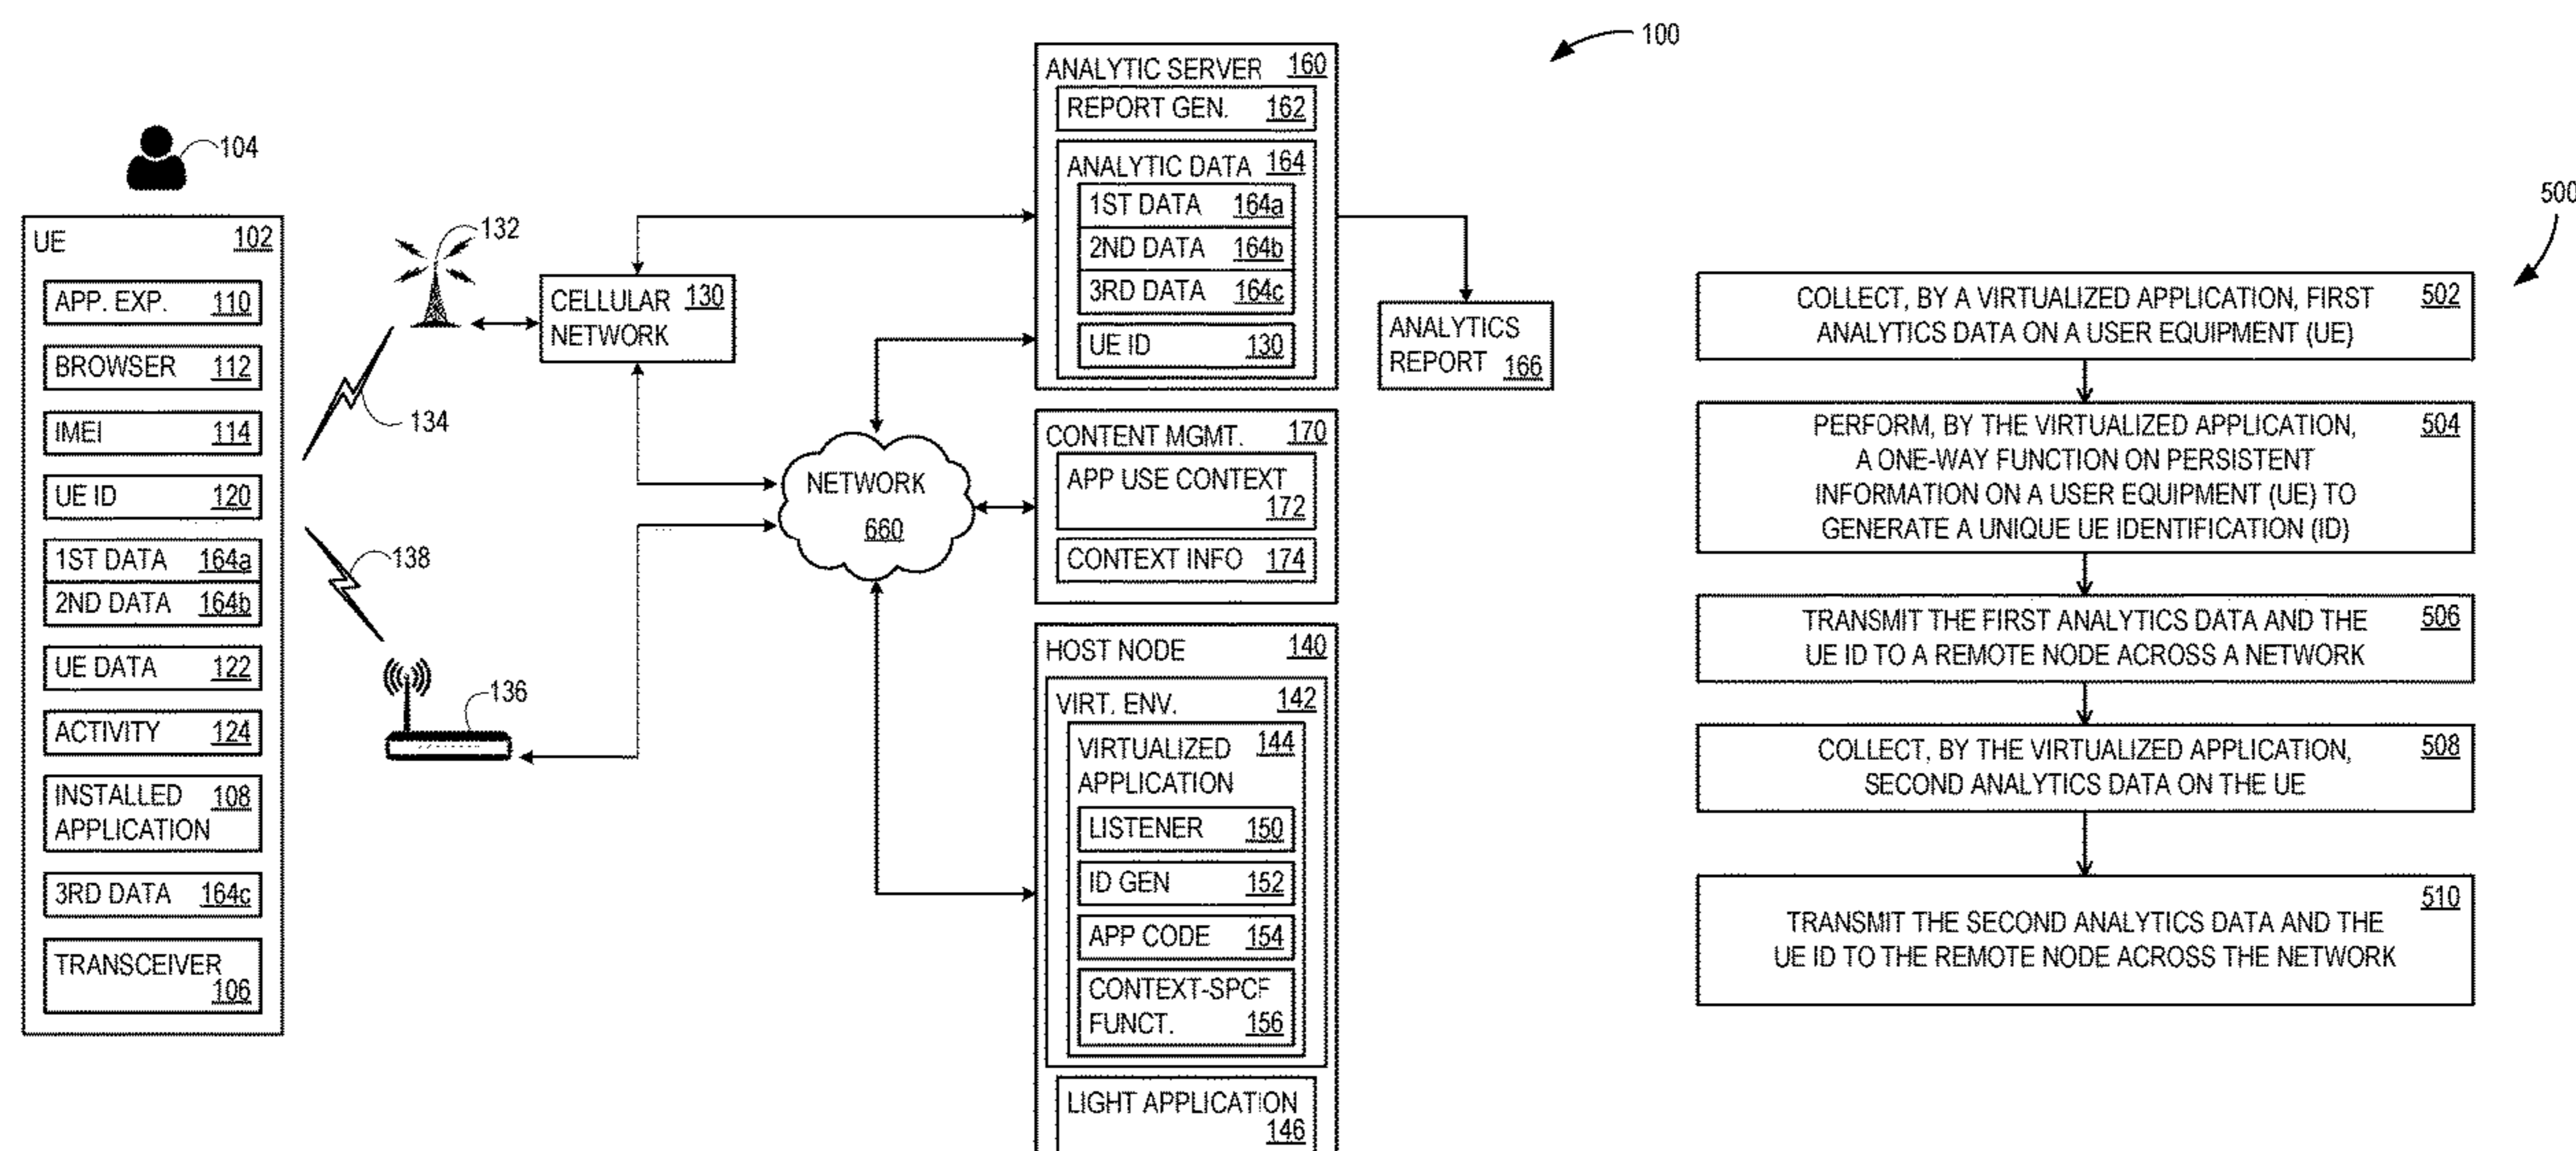 100
104
UE 102
APP. EXP. 110
BROWSER 112
IMEI 114
UE ID 120
1ST DATA 164a
2ND DATA 164b
UE DATA 122
ACTIVITY 124
INSTALLED 108
APPLICATION
3RD DATA 164c
TRANSCEIVER
106
132
134
138
136
CELLULAR 130
NETWORK
NETWORK
660
ANALYTIC SERVER 160
REPORT GEN. 162
ANALYTIC DATA 164
1ST DATA 164a
2ND DATA 164b
3RD DATA 164c
UE ID 130
ANALYTICS
REPORT 166
CONTENT MGMT. 170
APP USE CONTEXT
172
CONTEXT INFO 174
HOST NODE 140
VIRT. ENV. 142
VIRTUALIZED 144
APPLICATION
LISTENER 150
ID GEN 152
APP CODE 154
CONTEXT-SPCF
FUNCT. 156
LIGHT APPLICATION
146
500
COLLECT, BY A VIRTUALIZED APPLICATION, FIRST 502
ANALYTICS DATA ON A USER EQUIPMENT (UE)
PERFORM, BY THE VIRTUALIZED APPLICATION, 504
A ONE-WAY FUNCTION ON PERSISTENT
INFORMATION ON A USER EQUIPMENT (UE) TO
GENERATE A UNIQUE UE IDENTIFICATION (ID)
TRANSMIT THE FIRST ANALYTICS DATA AND THE 506
UE ID TO A REMOTE NODE ACROSS A NETWORK
COLLECT, BY THE VIRTUALIZED APPLICATION, 508
SECOND ANALYTICS DATA ON THE UE
510
TRANSMIT THE SECOND ANALYTICS DATA AND THE
UE ID TO THE REMOTE NODE ACROSS THE NETWORK